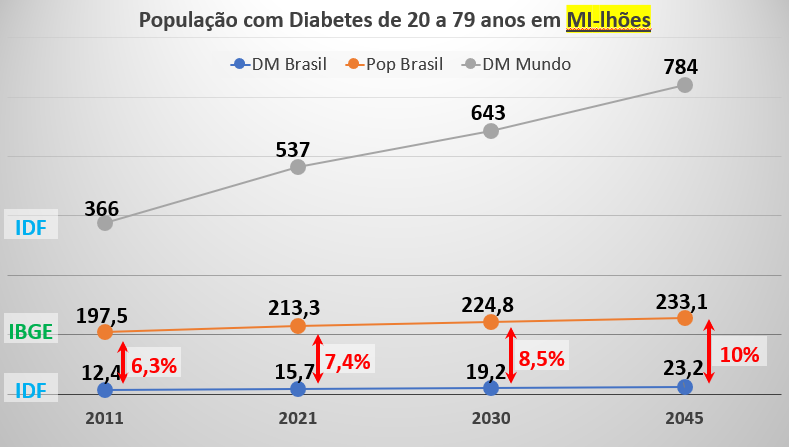 População com Diabetes de 20 a 79 anos em MI-lhões
DM Brasil Pop Brasil DM Mundo
784
643
537
366
IDF
197,5 213,3 224,8 233,1
IBGE
6,3% 7,4% 8,5% 10%
12,4 15,7 19,2 23,2
IDF
2011 2021 2030 2045